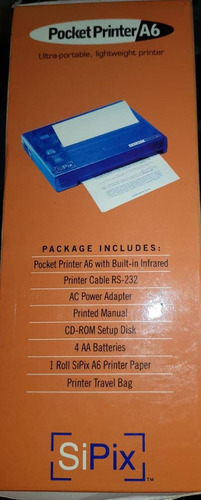 Pocket Printer A6
Ultra-portable, lightweight printer
SiPix
PACKAGE INCLUDES:
Pocket Printer A6 with Built-in Infrared
Printer Cable RS-232
AC Power Adapter
Printed Manual
CD-ROM Setup Disk
4 AA Batteries
1 Roll SiPix A6 Printer Paper
Printer Travel Bag
SiPix™